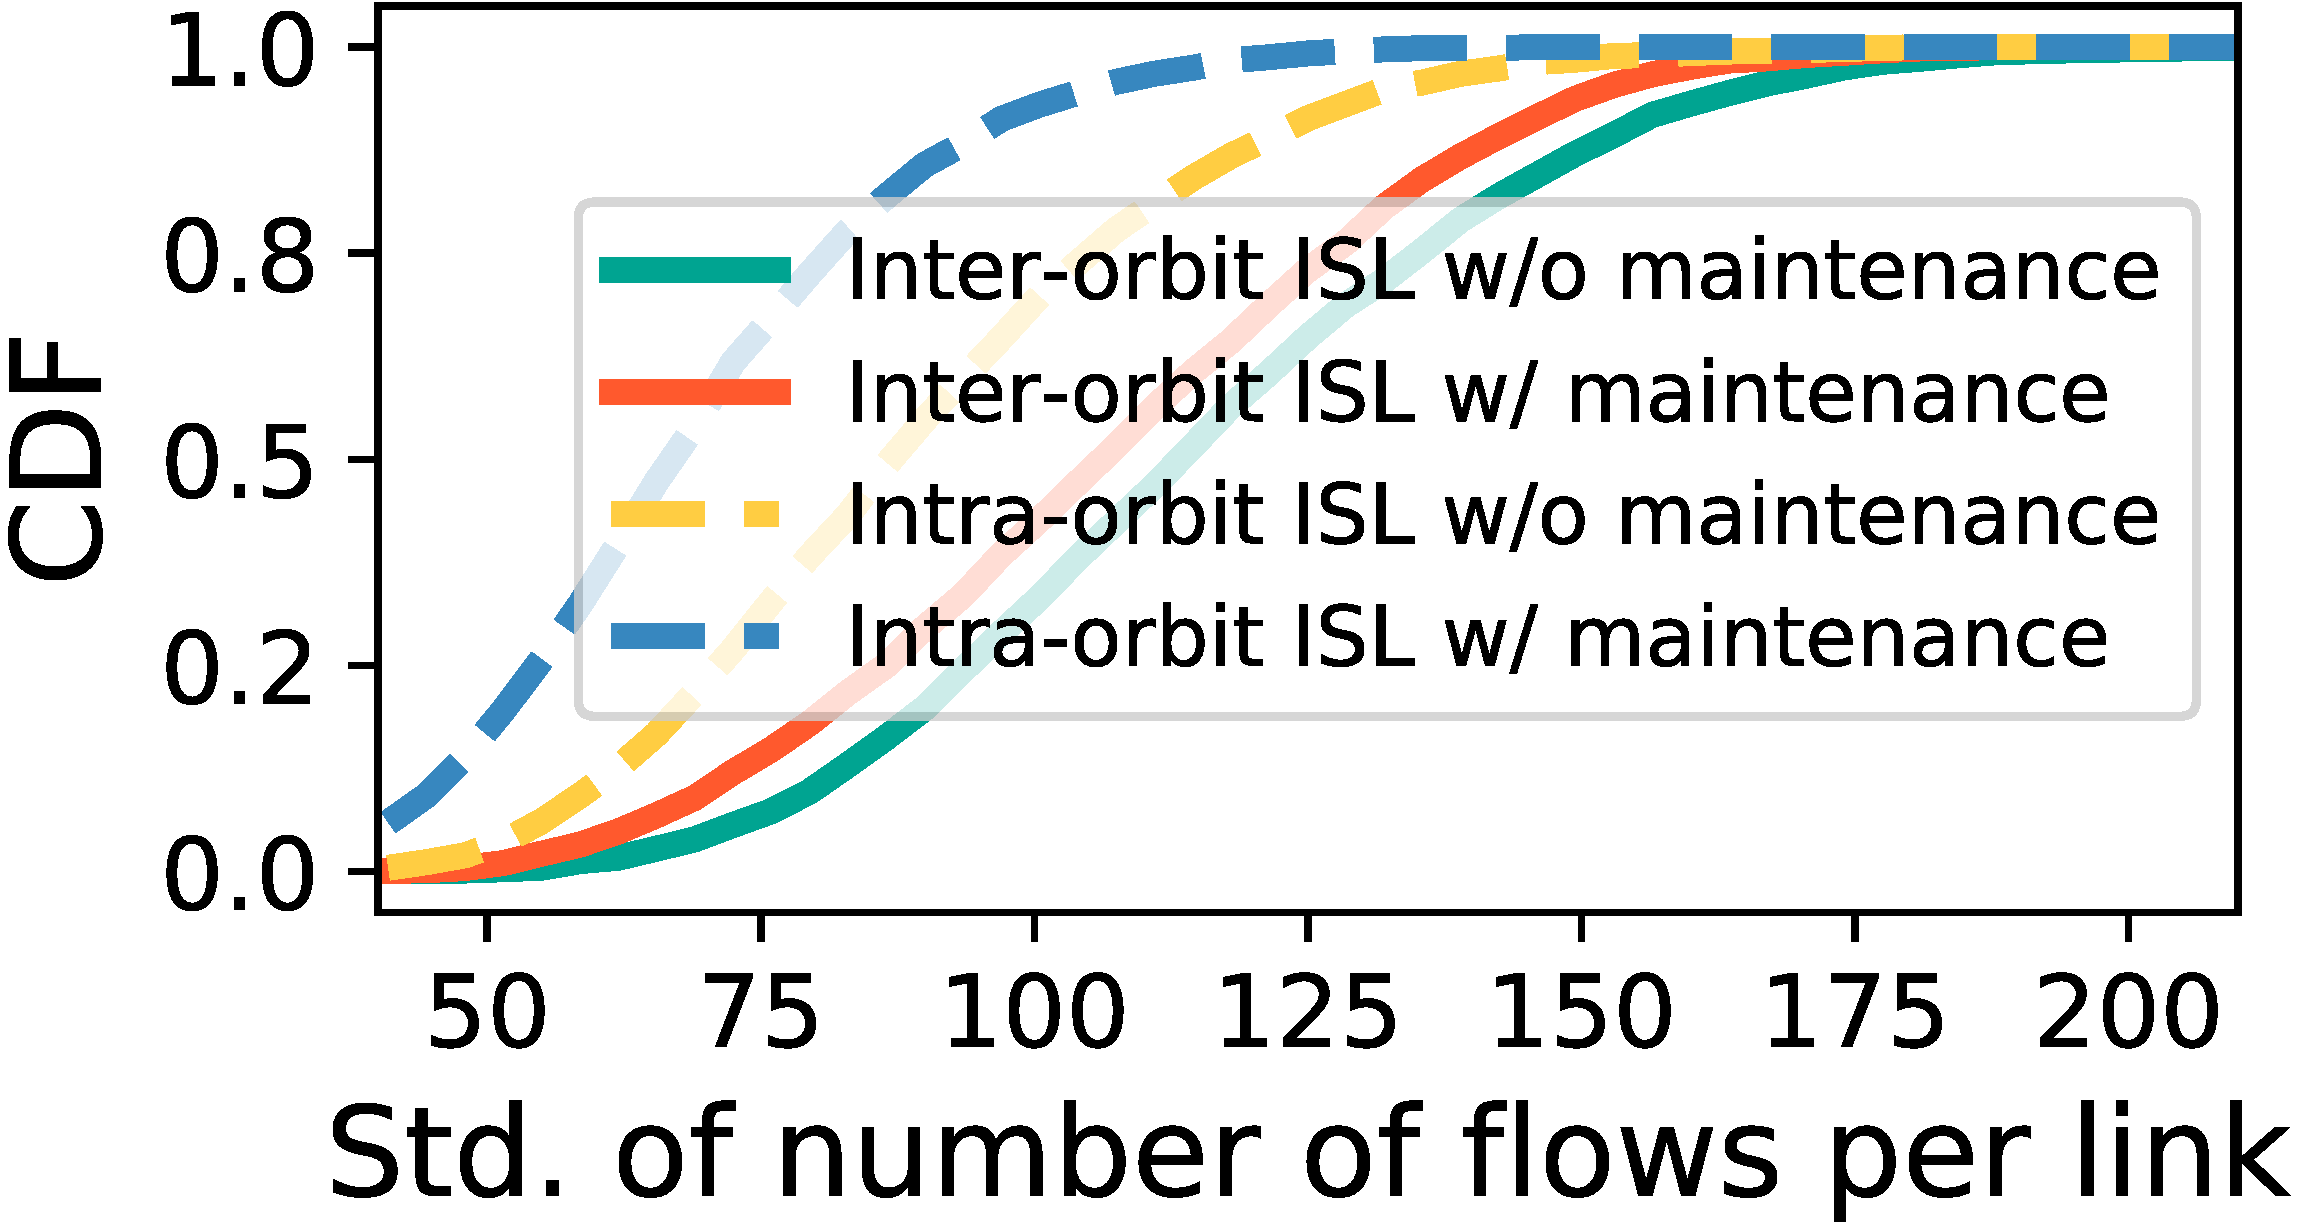 CDF
1.0
0.8
0.5
0.2
0.0
Inter-orbit ISL w/o maintenance
Inter-orbit ISL w/ maintenance
Intra-orbit ISL w/o maintenance
Intra-orbit ISL w/ maintenance
50 75 100 125 150 175 200
Std. of number of flows per link